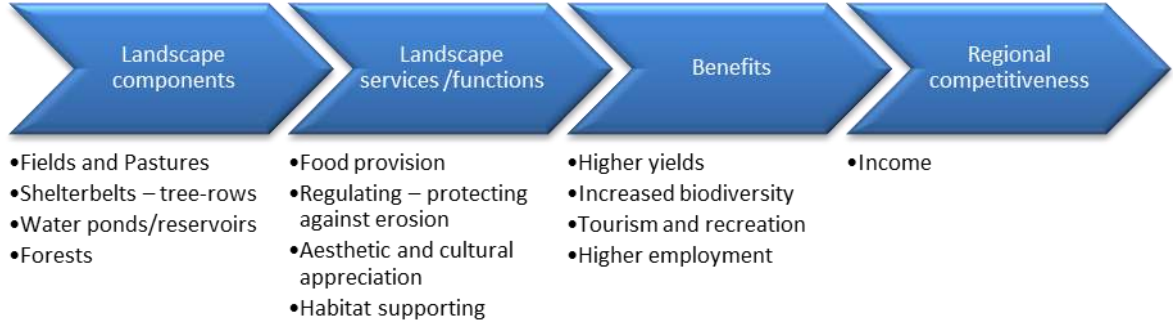 Landscape
components
•Fields and Pastures
•Shelterbelts – tree-rows
•Water ponds/reservoirs
•Forests
Landscape
services /functions
•Food provision
•Regulating – protecting
against erosion
•Aesthetic and cultural
appreciation
•Habitat supporting
Benefits
•Higher yields
•Increased biodiversity
•Tourism and recreation
•Higher employment
Regional
competitiveness
•Income